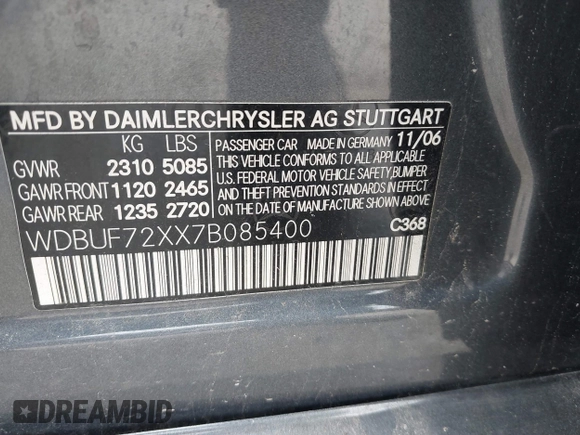 MFD BY DAIMLERCHRYSLER AG STUTTGART
KG LBS
GVWR 2310 5085
GAWR FRONT 1120 2465
GAWR REAR 1235 2720
PASSENGER CAR MADE IN GERMANY 11/06
THIS VEHICLE CONFORMS TO ALL APPLICABLE
U.S. FEDERAL MOTOR VEHICLE SAFETY, BUMPER
AND THEFT PREVENTION STANDARDS IN EFFECT
ON THE DATE OF MANUFACTURE SHOWN ABOVE
WDBUF72XX7B085400
C368
DREAMBID